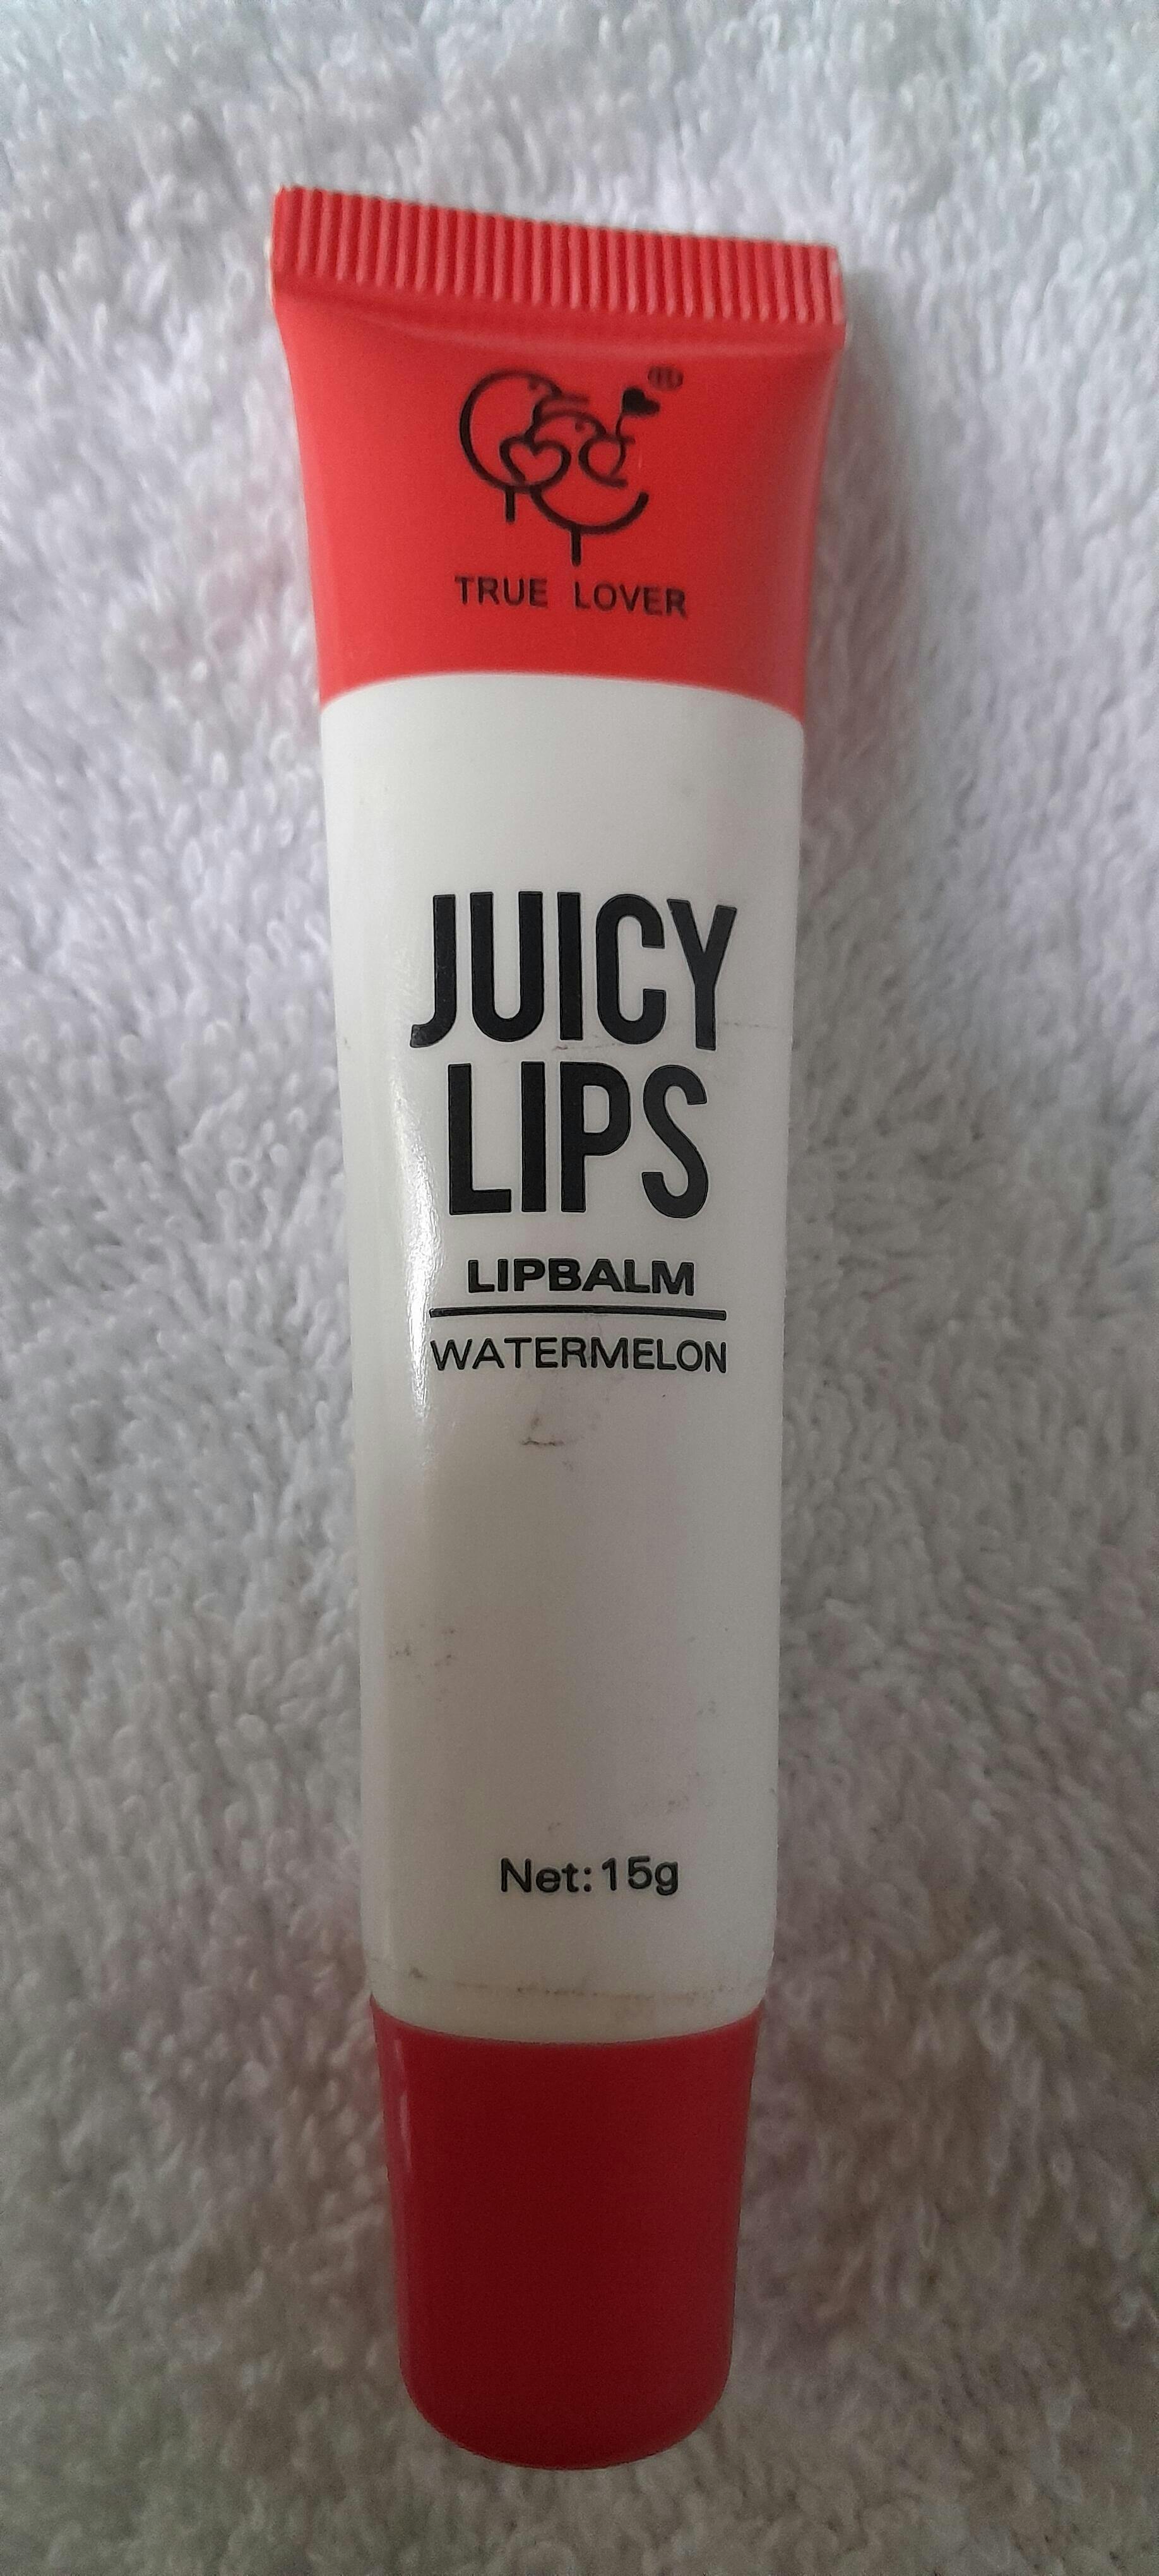 TRUE LOVER
JUICY
LIPS
LIPBALM
WATERMELON
Net:15g